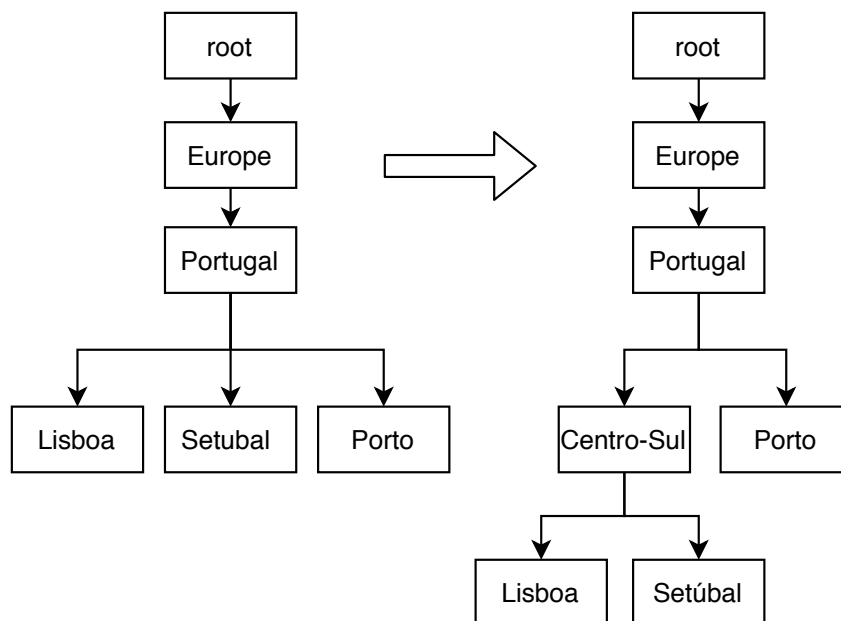 root
Europe
Portugal
Lisboa
Setubal
Porto
root
Europe
Portugal
Centro-Sul
Porto
Lisboa
Setúbal